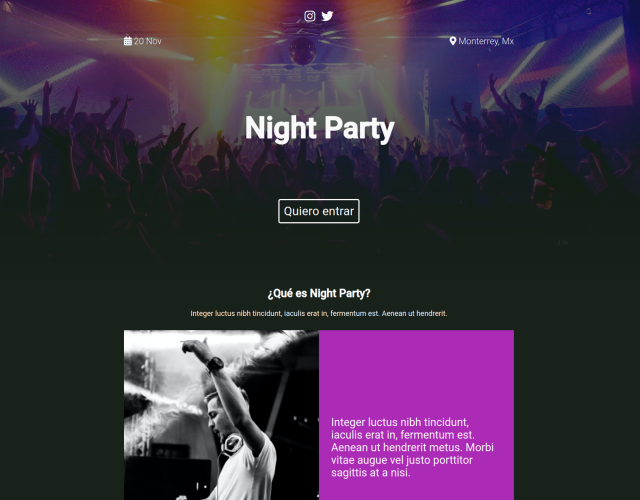 20 Nov
Monterrey, Mx
Night Party
Quiero entrar
¿Qué es Night Party?
Integer luctus nibh tincidunt, iaculis erat in, fermentum est. Aenean ut hendrerit.
Integer luctus nibh tincidunt,
iaculis erat in, fermentum est.
Aenean ut hendrerit metus. Morbi
vitae augue vel justo porttitor
sagittis at a nisi.